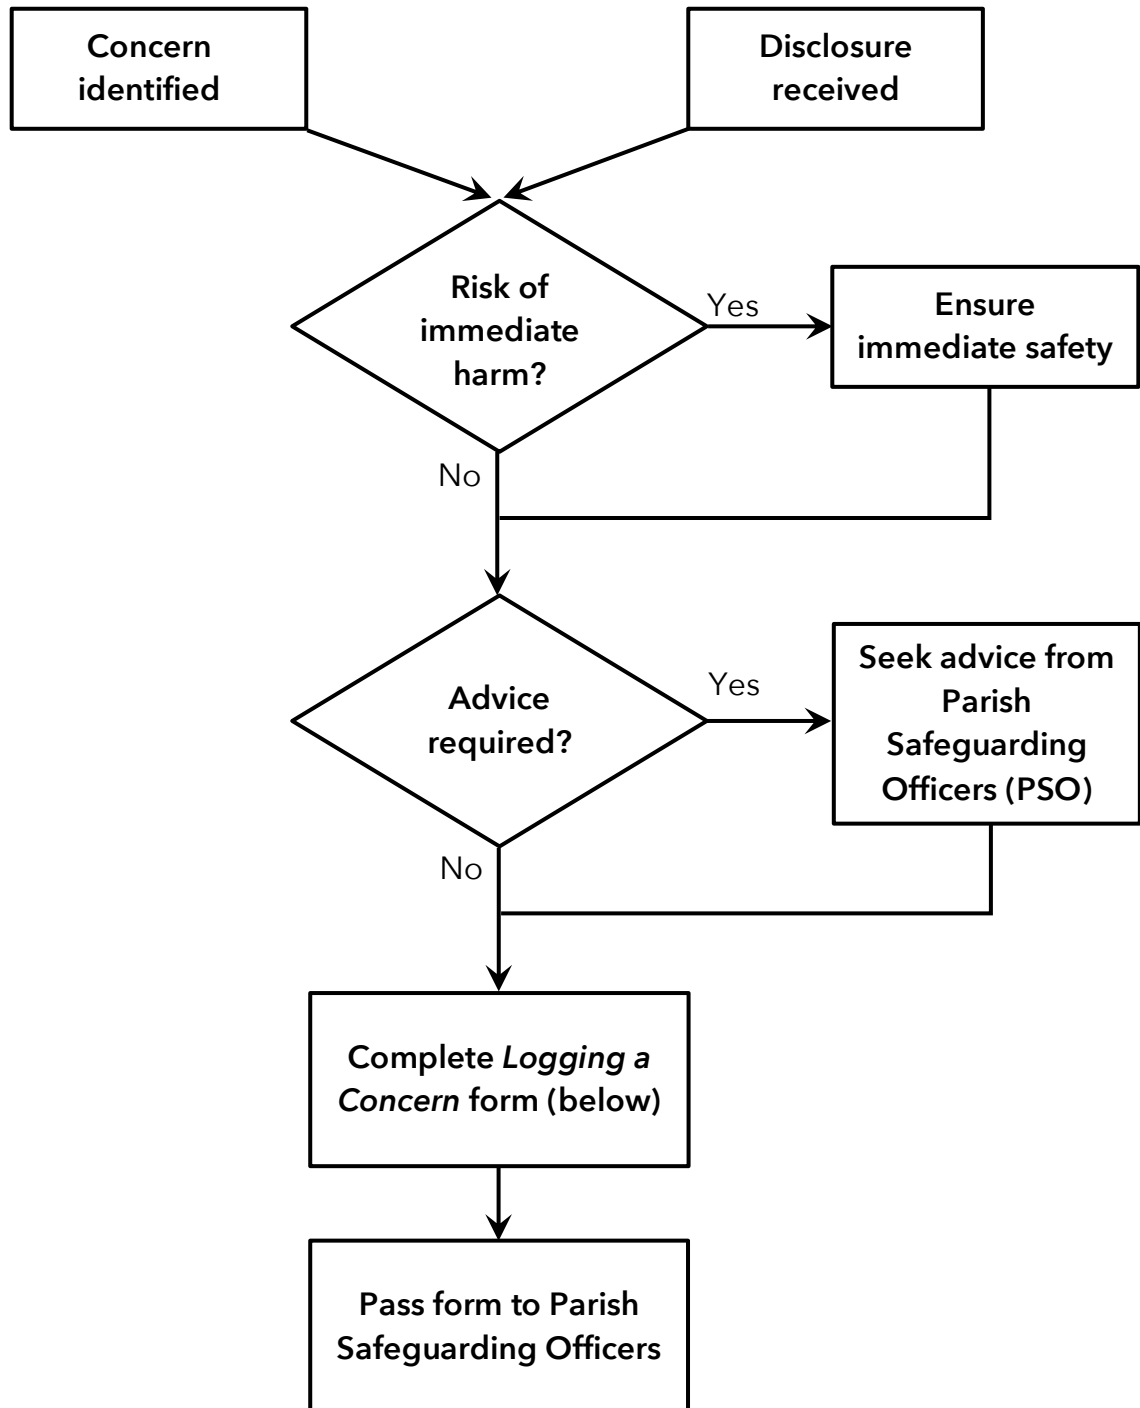 Concern
identified
Disclosure
received
Risk of
immediate
harm?
Yes
Ensure
immediate safety
No
Advice
required?
Yes
Seek advice from
Parish
Safeguarding
Officers (PSO)
No
Complete Logging a
Concern form (below)
Pass form to Parish
Safeguarding Officers